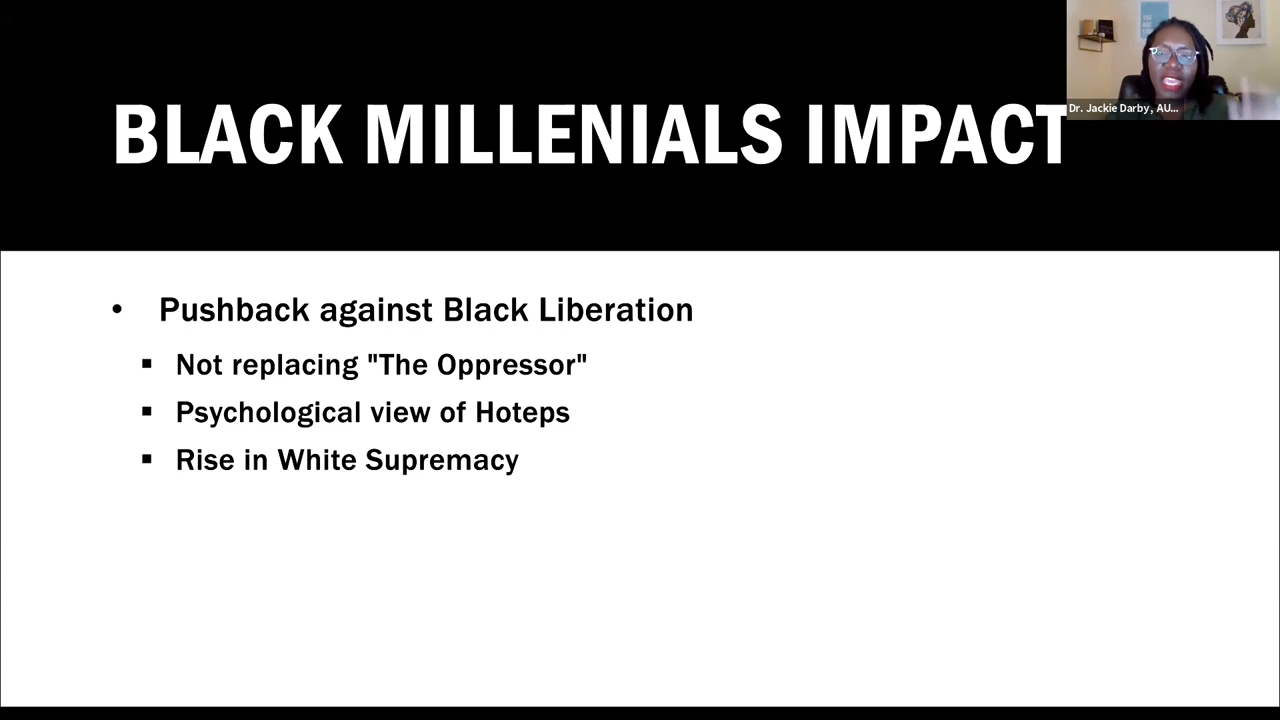 BLACK MILLENIALS IMPACT
Dr. Jackie Darby, AU...
• Pushback against Black Liberation
▪ Not replacing "The Oppressor"
▪ Psychological view of Hoteps
▪ Rise in White Supremacy